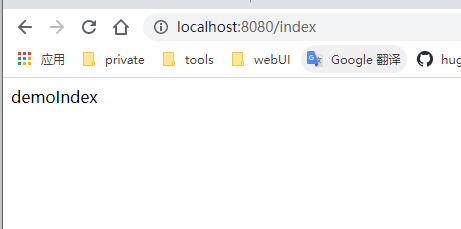 localhost:8080/index
应用 private tools webUI Google 翻译 hug
demoIndex